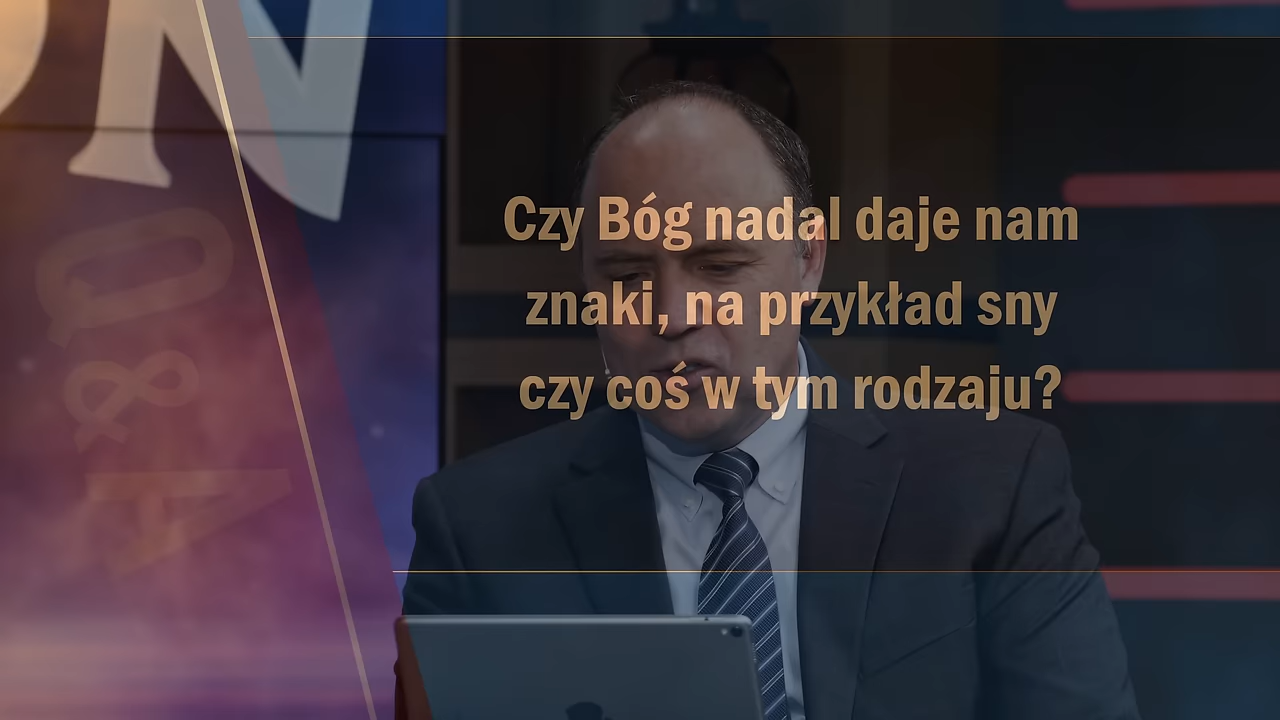 Czy Bóg nadal daje nam
znaki, na przykład sny
czy coś w tym rodzaju?
Q&A